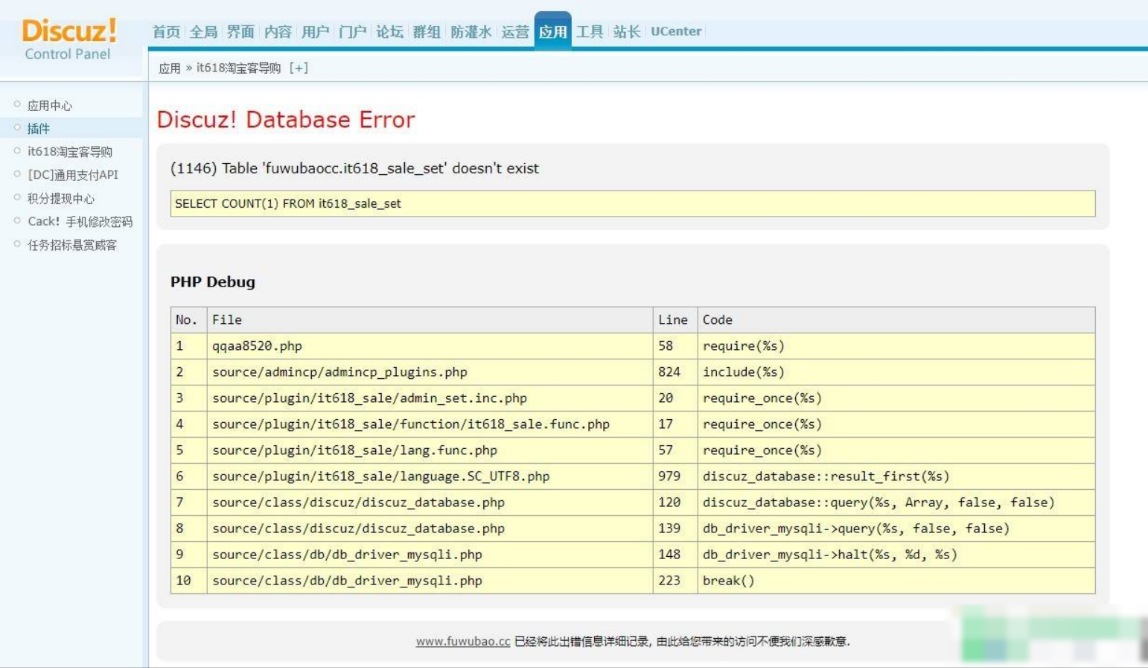 Discuz!
Control Panel
首页 全局 界面 内容 用户 门户 论坛 群组 防灌水 运营 应用 工具 站长 UCenter
应用 » it618淘宝客导购 [+]
应用中心
插件
it618淘宝客导购
[DC]通用支付API
积分提现中心
Cack! 手机修改密码
任务招标悬赏威客
Discuz! Database Error
(1146) Table 'fuwubaocc.it618_sale_set' doesn't exist
SELECT COUNT(1) FROM it618_sale_set
PHP Debug
No. File Line Code
1 qqaa8520.php 58 require(%s)
2 source/admincp/admincp_plugins.php 824 include(%s)
3 source/plugin/it618_sale/admin_set.inc.php 20 require_once(%s)
4 source/plugin/it618_sale/function/it618_sale.func.php 17 require_once(%s)
5 source/plugin/it618_sale/lang.func.php 57 require_once(%s)
6 source/plugin/it618_sale/language.SC_UTF8.php 979 discuz_database::result_first(%s)
7 source/class/discuz/discuz_database.php 120 discuz_database::query(%s, Array, false, false)
8 source/class/discuz/discuz_database.php 139 db_driver_mysqli->query(%s, false, false)
9 source/class/db/db_driver_mysqli.php 148 db_driver_mysqli->halt(%s, %d, %s)
10 source/class/db/db_driver_mysqli.php 223 break()
www.fuwubao.cc 已经将此出错信息详细记录, 由此给您带来的访问不便我们深感歉意.